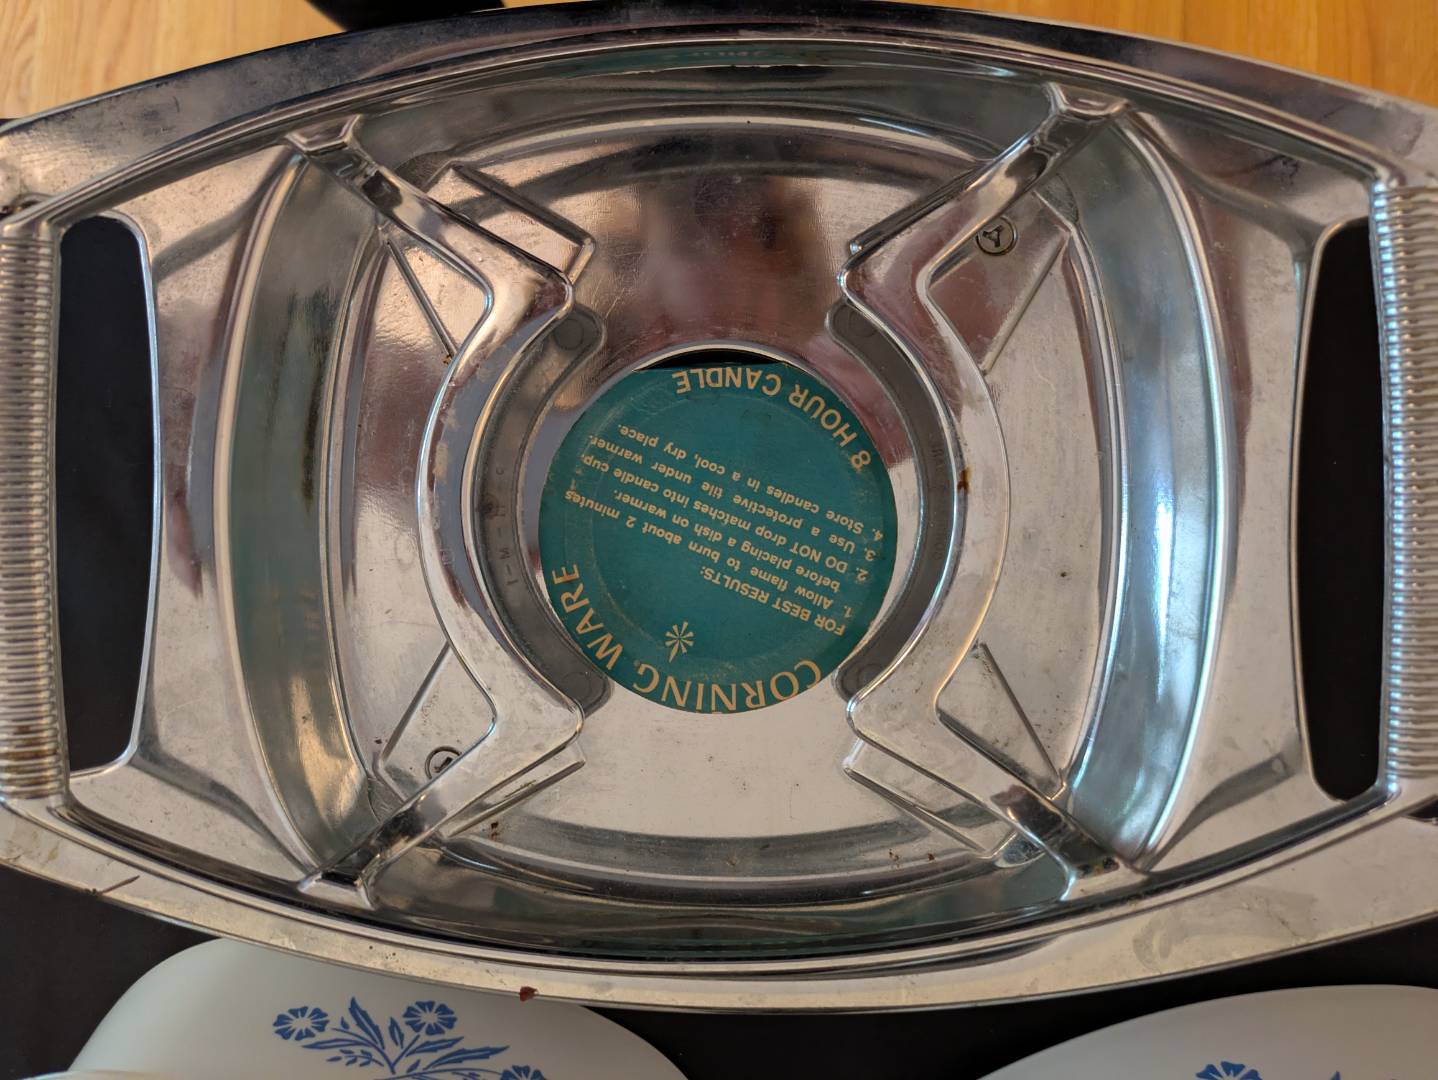 CORNING WARE
FOR BEST RESULTS:
1. Allow flame to burn about 2 minutes
before placing a dish on warmer.
2. DO NOT drop matches into candle cup.
3. Use a protective tile under warmer.
4. Store candles in a cool, dry place.
8 HOUR CANDLE